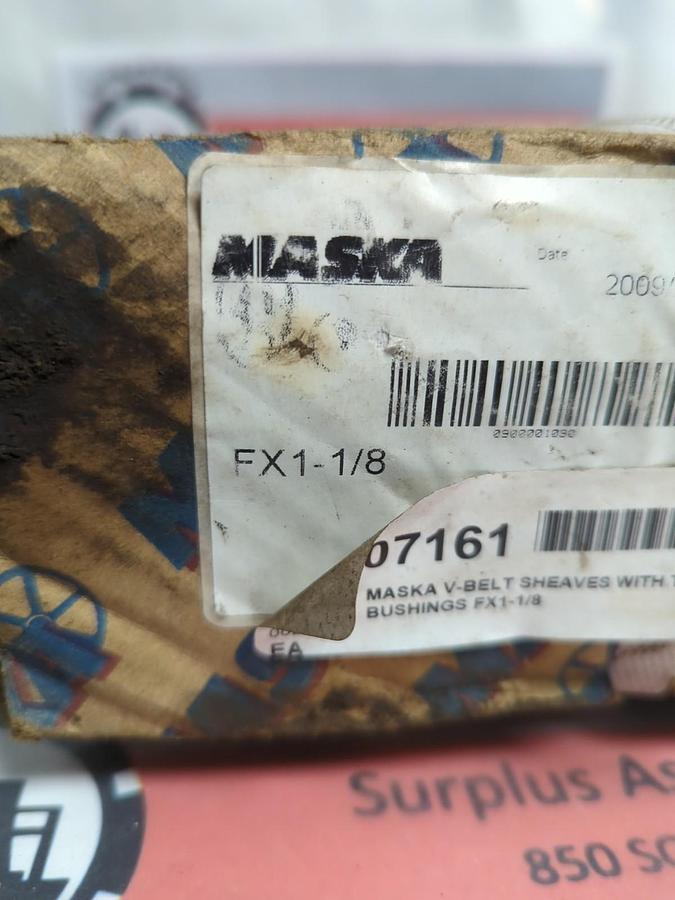 MASKA
Date
2009/
0900001090
FX1-1/8
07161
MASKA V-BELT SHEAVES WITH T
BUSHINGS FX1-1/8
EA
Surplus As
850 SO